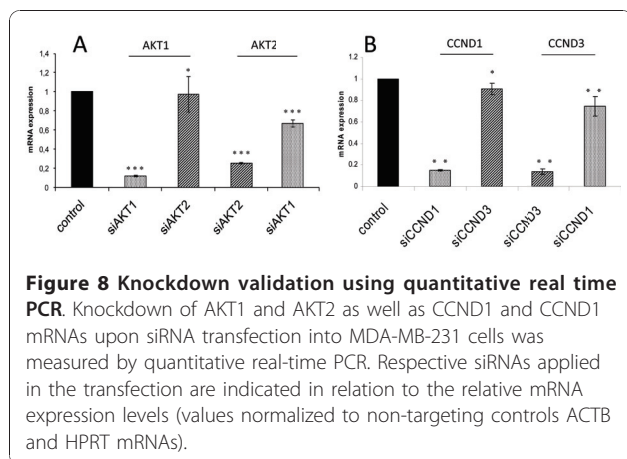 A
AKT1 AKT2
mRNA expression
1,4
1,2
1
0,8
0,6
0,4
0,2
0
*** * *** ***
control siAKT1 siAKT2 siAKT2 siAKT1
B
CCND1 CCND3
mRNA expression
1.2
1
0.8
0.6
0.4
0.2
0
* * * * * * *
control siCCND1 siCCND3 siCCND3 siCCND1
Figure 8 Knockdown validation using quantitative real time
PCR. Knockdown of AKT1 and AKT2 as well as CCND1 and CCND1
mRNAs upon siRNA transfection into MDA-MB-231 cells was
measured by quantitative real-time PCR. Respective siRNAs applied
in the transfection are indicated in relation to the relative mRNA
expression levels (values normalized to non-targeting controls ACTB
and HPRT mRNAs).